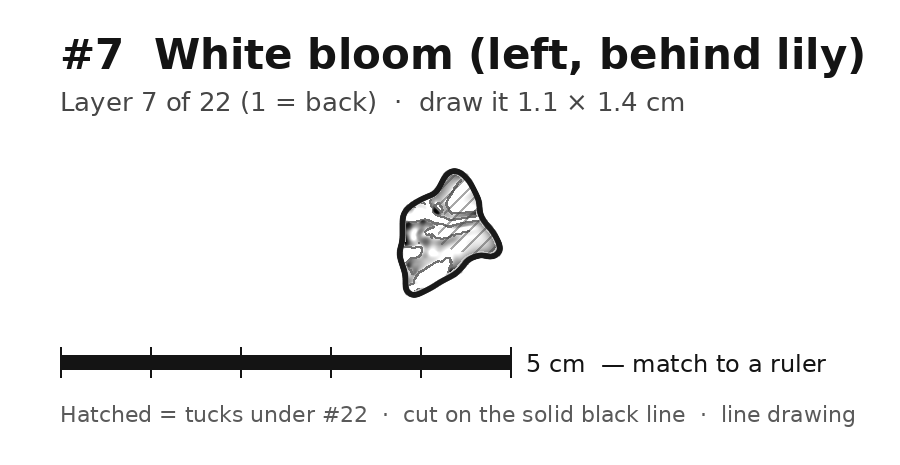 #7 White bloom (left, behind lily)
Layer 7 of 22 (1 = back) · draw it 1.1 × 1.4 cm
5 cm — match to a ruler
Hatched = tucks under #22 · cut on the solid black line · line drawing